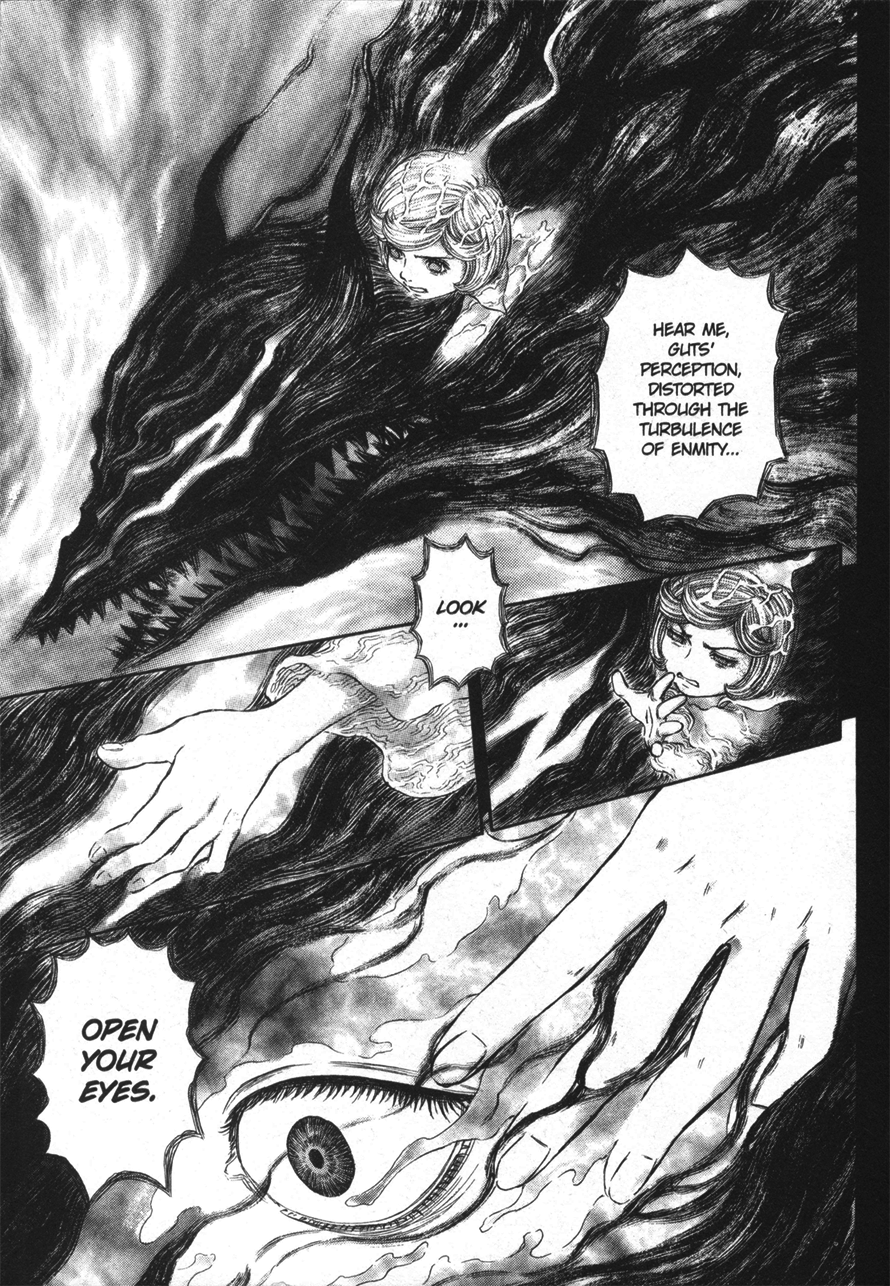 HEAR ME,
GUTS'
PERCEPTION,
DISTORTED
THROUGH THE
TURBULENCE
OF ENMITY...
LOOK
...
OPEN
YOUR
EYES.